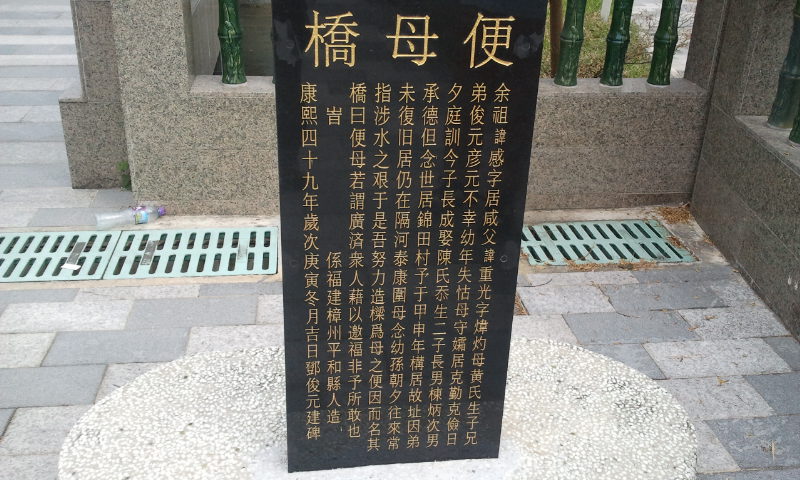 便母橋
余祖諱感字居咸父諱重光字煒灼母黄氏生子兄
弟俊元彦元不幸幼年失怙母守孀居克勤克儉日
夕庭訓今子長成娶陳氏忝生二子長男棟炳次男
承德但念世居錦田村予于甲申年構居故址因弟
未復旧居仍在隔河泰康圍母念幼孫朝夕往來常
指涉水之艰于是吾努力造樑爲母之便因而名其
橋曰便母若謂廣済衆人藉以邀福非予所敢也
旹 係福建樟州平和縣人造、
康熙四十九年歲次庚寅冬月吉日鄧俊元建碑